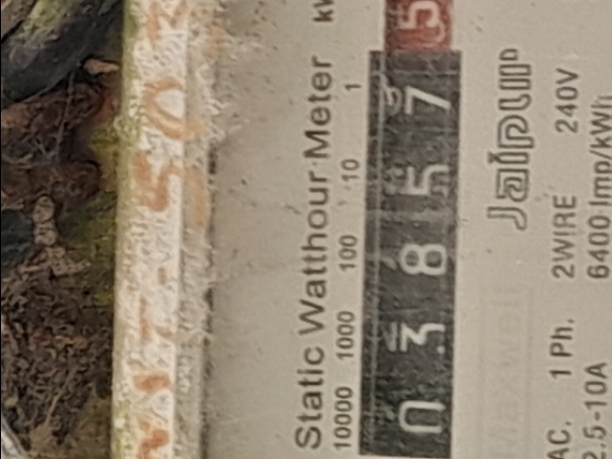 Static Watthour Meter
10000 1000 100 10 1
0 3 8 5 7 5
Jaipur
AC. 1 Ph. 2WIRE 240V
2.5-10A 6400 Imp/kWh